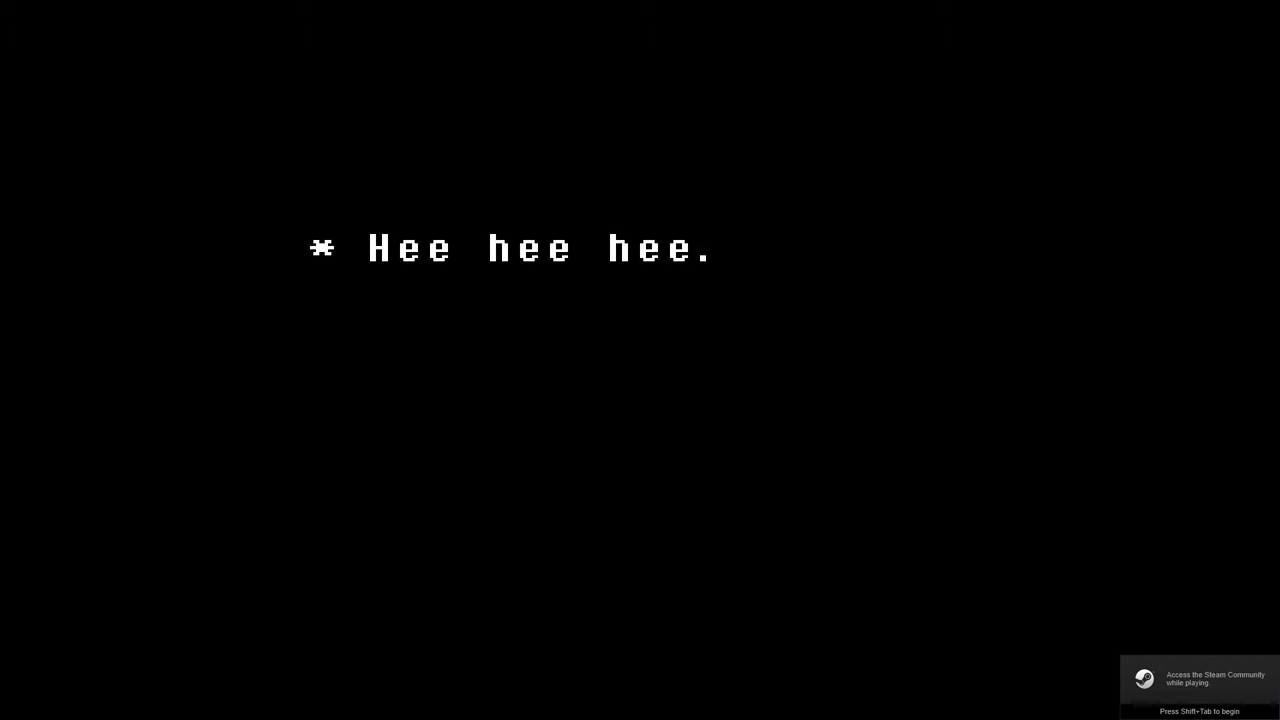 * Hee hee hee.
Access the Steam Community
while playing.
Press Shift+Tab to begin